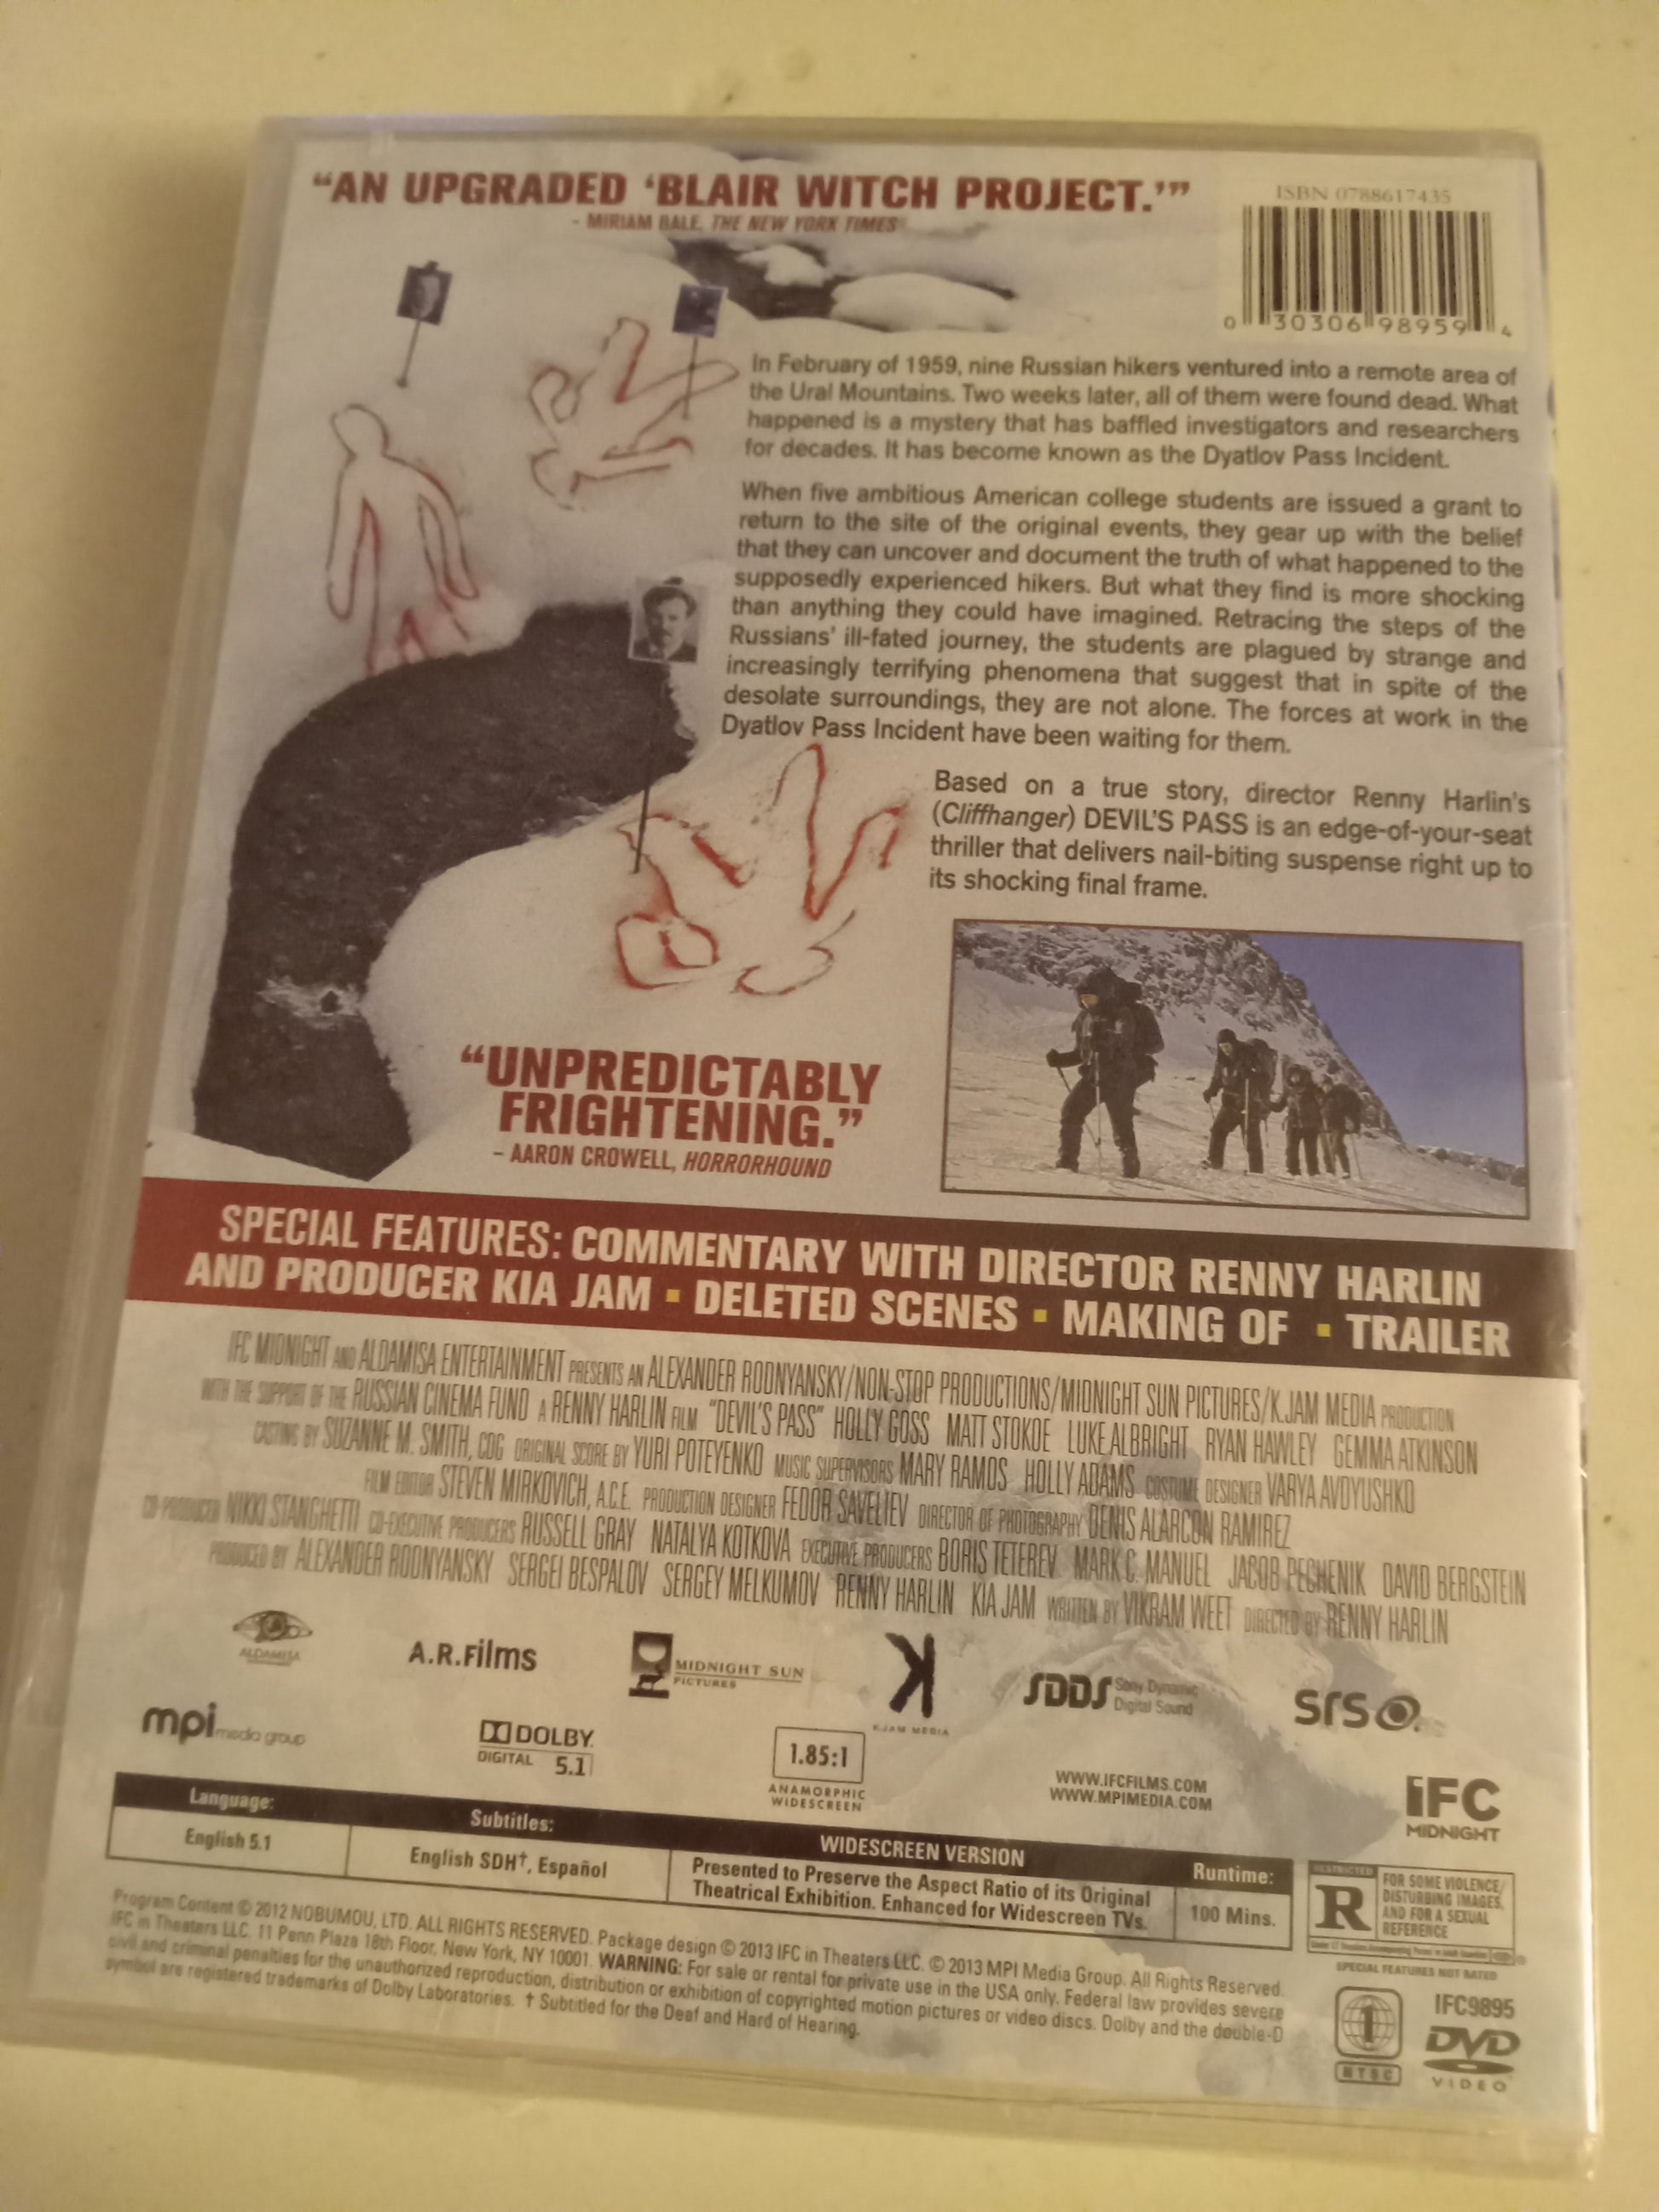 “AN UPGRADED ‘BLAIR WITCH PROJECT.’”
- MIRIAM BALE, THE NEW YORK TIMES
ISBN 0788617435
0 30306 98959 4
In February of 1959, nine Russian hikers ventured into a remote area of
the Ural Mountains. Two weeks later, all of them were found dead. What
happened is a mystery that has baffled investigators and researchers
for decades. It has become known as the Dyatlov Pass Incident.
When five ambitious American college students are issued a grant to
return to the site of the original events, they gear up with the belief
that they can uncover and document the truth of what happened to the
supposedly experienced hikers. But what they find is more shocking
than anything they could have imagined. Retracing the steps of the
Russians' ill-fated journey, the students are plagued by strange and
increasingly terrifying phenomena that suggest that in spite of the
desolate surroundings, they are not alone. The forces at work in the
Dyatlov Pass Incident have been waiting for them.
Based on a true story, director Renny Harlin's
(Cliffhanger) DEVIL'S PASS is an edge-of-your-seat
thriller that delivers nail-biting suspense right up to
its shocking final frame.
“UNPREDICTABLY
FRIGHTENING.”
– AARON CROWELL, HORRORHOUND
SPECIAL FEATURES: COMMENTARY WITH DIRECTOR RENNY HARLIN
AND PRODUCER KIA JAM ▪ DELETED SCENES ▪ MAKING OF ▪ TRAILER
IFC MIDNIGHT AND ALDAMISA ENTERTAINMENT PRESENTS AN ALEXANDER RODNYANSKY/NON-STOP PRODUCTIONS/MIDNIGHT SUN PICTURES/K.JAM MEDIA PRODUCTION
WITH THE SUPPORT OF THE RUSSIAN CINEMA FUND A RENNY HARLIN FILM "DEVIL'S PASS" HOLLY GOSS MATT STOKOE LUKE ALBRIGHT RYAN HAWLEY GEMMA ATKINSON
CASTING BY SUZANNE M. SMITH, CDG ORIGINAL SCORE BY YURI POTEYENKO MUSIC SUPERVISORS MARY RAMOS HOLLY ADAMS COSTUME DESIGNER VARYA AVDYUSHKO
FILM EDITOR STEVEN MIRKOVICH, A.C.E. PRODUCTION DESIGNER FEDOR SAVELIEV DIRECTOR OF PHOTOGRAPHY DENIS ALARCON RAMIREZ
CO-PRODUCER NIKKI STANGHETTI CO-EXECUTIVE PRODUCERS RUSSELL GRAY NATALYA KOTKOVA EXECUTIVE PRODUCERS BORIS TETEREV MARK C. MANUEL JACOB PECHENIK DAVID BERGSTEIN
PRODUCED BY ALEXANDER RODNYANSKY SERGEI BESPALOV SERGEY MELKUMOV RENNY HARLIN KIA JAM WRITTEN BY VIKRAM WEET DIRECTED BY RENNY HARLIN
ALDAMISA
A.R.Films
MIDNIGHT SUN
PICTURES
K
KJAM MEDIA
SDDS Sony Dynamic
Digital Sound
SRS
mpi media group
DOLBY
DIGITAL 5.1
1.85:1
ANAMORPHIC
WIDESCREEN
WWW.IFCFILMS.COM
WWW.MPIMEDIA.COM
IFC
MIDNIGHT
Language:
English 5.1
Subtitles:
English SDH†, Español
WIDESCREEN VERSION
Presented to Preserve the Aspect Ratio of its Original
Theatrical Exhibition. Enhanced for Widescreen TVs.
Runtime:
100 Mins.
RESTRICTED
R
FOR SOME VIOLENCE/
DISTURBING IMAGES,
AND FOR A SEXUAL
REFERENCE
SPECIAL FEATURES NOT RATED
Program Content © 2012 NOBUMOU, LTD. ALL RIGHTS RESERVED. Package design © 2013 IFC in Theaters LLC. © 2013 MPI Media Group. All Rights Reserved.
IFC in Theaters LLC. 11 Penn Plaza 18th Floor, New York, NY 10001. WARNING: For sale or rental for private use in the USA only. Federal law provides severe
civil and criminal penalties for the unauthorized reproduction, distribution or exhibition of copyrighted motion pictures or video discs. Dolby and the double-D
symbol are registered trademarks of Dolby Laboratories. † Subtitled for the Deaf and Hard of Hearing.
1
NTSC
IFC9895
DVD
VIDEO